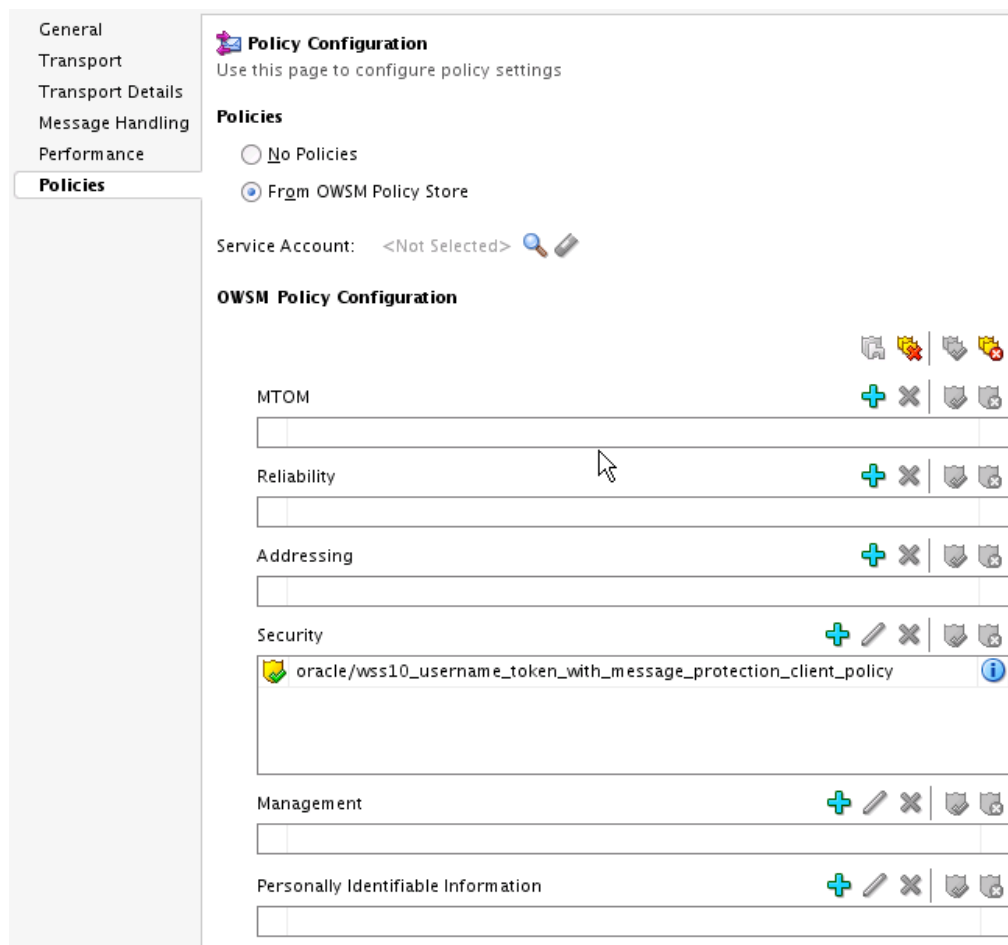 General
Transport
Transport Details
Message Handling
Performance
Policies
Policy Configuration
Use this page to configure policy settings
Policies
No Policies
From OWSM Policy Store
Service Account: <Not Selected>
OWSM Policy Configuration
MTOM
Reliability
Addressing
Security
oracle/wss10_username_token_with_message_protection_client_policy
Management
Personally Identifiable Information